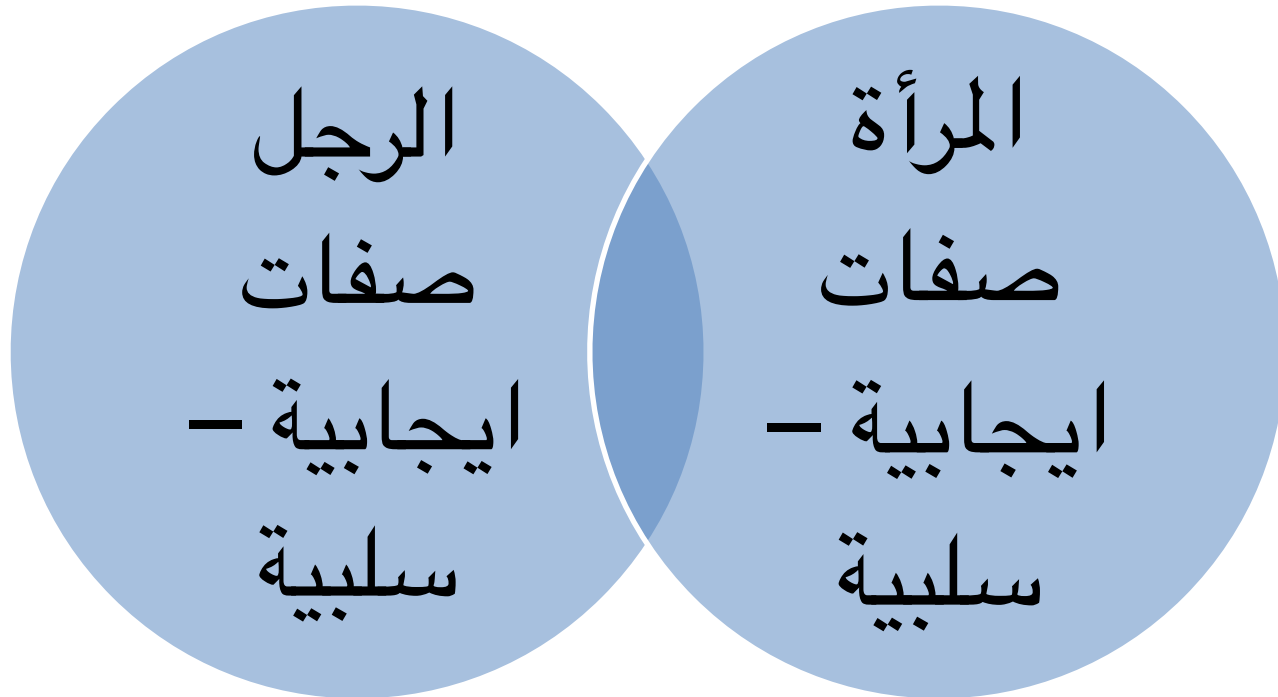 المرأة
صفات
ايجابية –
سلبية
الرجل
صفات
ايجابية –
سلبية